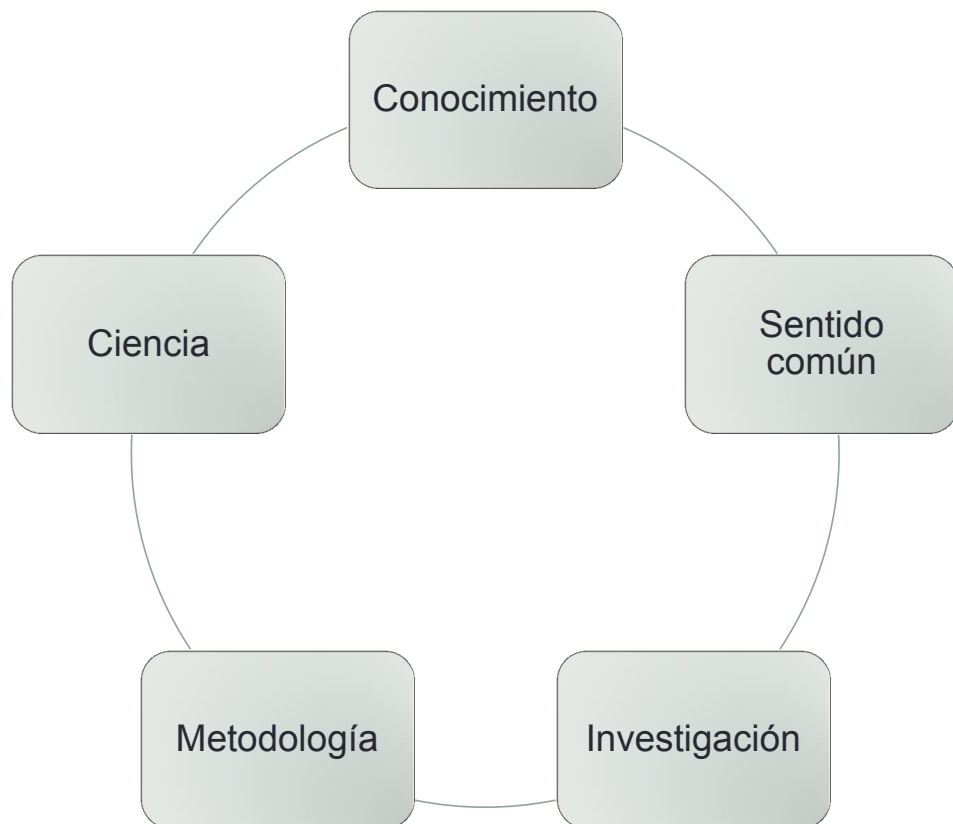 Conocimiento
Sentido
común
Investigación
Metodología
Ciencia